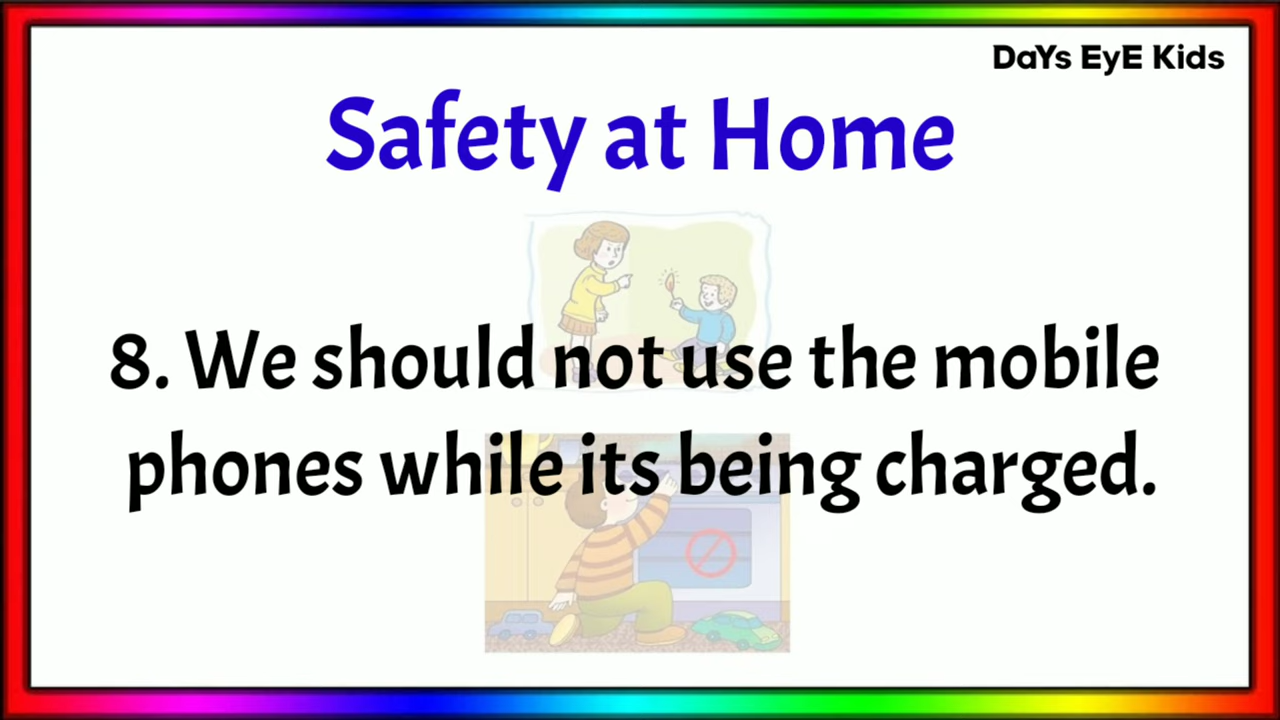 DaYs EyE Kids
Safety at Home
8. We should not use the mobile
phones while its being charged.